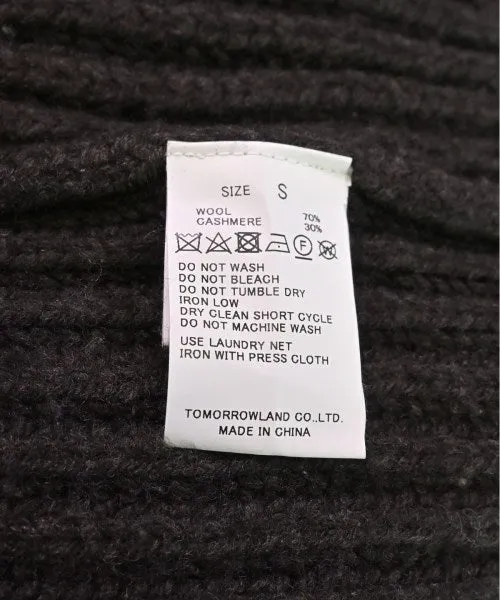 SIZE S
WOOL 70%
CASHMERE 30%
F W
DO NOT WASH
DO NOT BLEACH
DO NOT TUMBLE DRY
IRON LOW
DRY CLEAN SHORT CYCLE
DO NOT MACHINE WASH
USE LAUNDRY NET
IRON WITH PRESS CLOTH
TOMORROWLAND CO.,LTD.
MADE IN CHINA